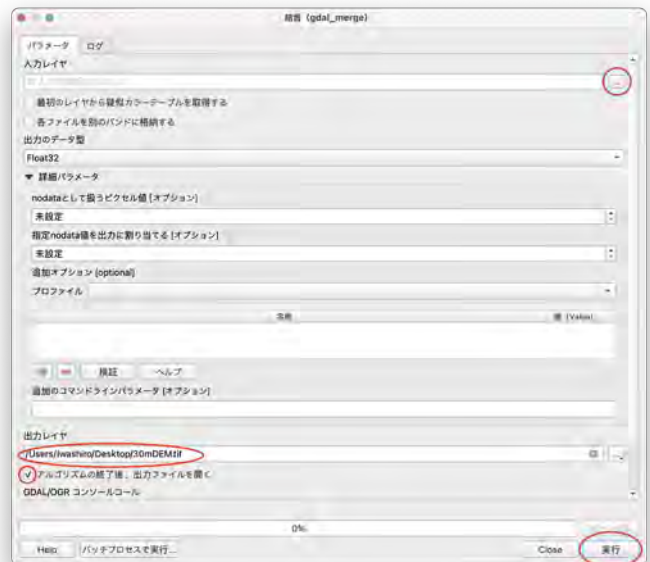 結合 (gdal_merge)
パラメータ ログ
入力レイヤ
...
最初のレイヤから疑似カラーテーブルを取得する
各ファイルを別のバンドに格納する
出力のデータ型
Float32
▼ 詳細パラメータ
nodataとして扱うピクセル値 [オプション]
未設定
指定nodata値を出力に割り当てる [オプション]
未設定
追加オプション (optional)
プロファイル
名前 値 (Value)
検証 ヘルプ
追加のコマンドラインパラメータ [オプション]
出力レイヤ
/Users/iwashiro/Desktop/30mDEM.tif
...
アルゴリズムの終了後、出力ファイルを開く
GDAL/OGR コンソールコール
0%
Help バッチプロセスで実行... Close 実行